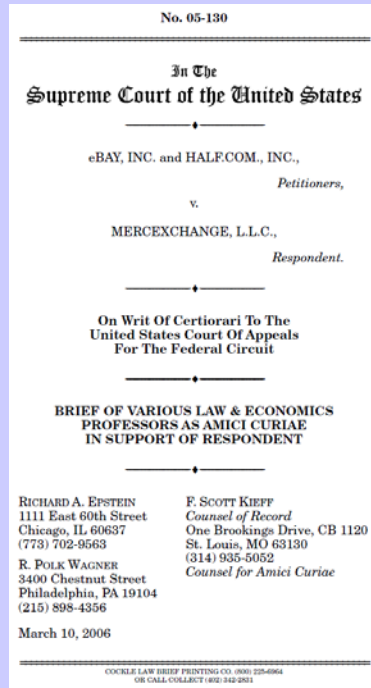 No. 05-130
In The
Supreme Court of the United States
eBAY, INC. and HALF.COM., INC.,
Petitioners,
v.
MERCEXCHANGE, L.L.C.,
Respondent.
On Writ Of Certiorari To The
United States Court Of Appeals
For The Federal Circuit
BRIEF OF VARIOUS LAW & ECONOMICS
PROFESSORS AS AMICI CURIAE
IN SUPPORT OF RESPONDENT
RICHARD A. EPSTEIN
1111 East 60th Street
Chicago, IL 60637
(773) 702-9563
R. POLK WAGNER
3400 Chestnut Street
Philadelphia, PA 19104
(215) 898-4356
F. SCOTT KIEFF
Counsel of Record
One Brookings Drive, CB 1120
St. Louis, MO 63130
(314) 935-5052
Counsel for Amici Curiae
March 10, 2006
COCKLE LAW BRIEF PRINTING CO. (800) 225-6964
OR CALL COLLECT (402) 342-2831